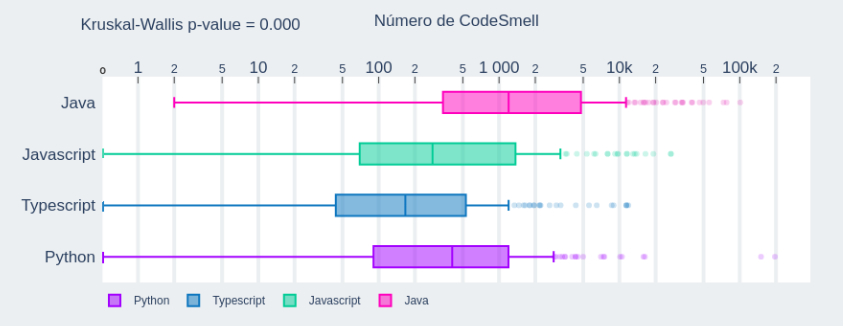 Kruskal-Wallis p-value = 0.000
Número de CodeSmell
0 1 2 5 10 2 5 100 2 5 1 000 2 5 10k 2 5 100k 2
Java
Javascript
Typescript
Python
Python Typescript Javascript Java